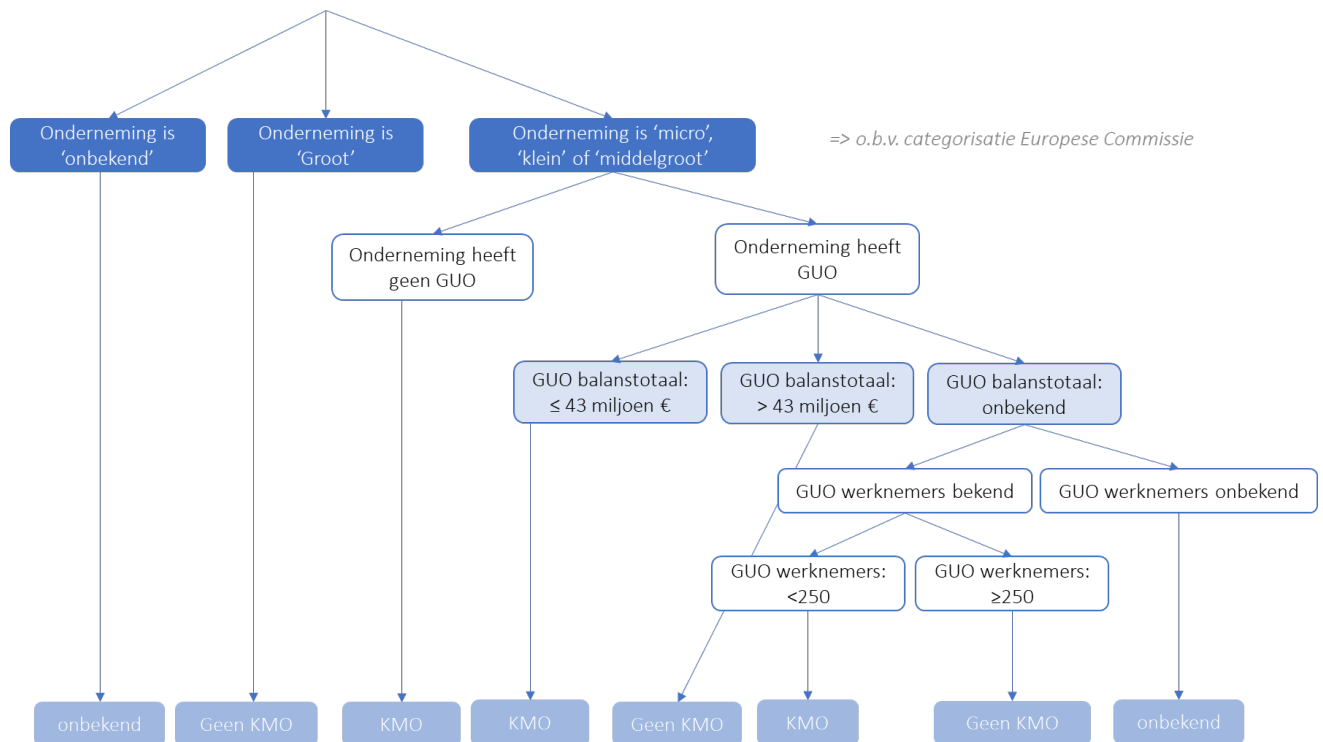 Onderneming is
‘onbekend’
Onderneming is
‘Groot’
Onderneming is ‘micro’,
‘klein’ of ‘middelgroot’
=> o.b.v. categorisatie Europese Commissie
Onderneming heeft
geen GUO
Onderneming heeft
GUO
GUO balanstotaal:
≤ 43 miljoen €
GUO balanstotaal:
> 43 miljoen €
GUO balanstotaal:
onbekend
GUO werknemers bekend
GUO werknemers onbekend
GUO werknemers:
<250
GUO werknemers:
≥250
onbekend
Geen KMO
KMO
KMO
Geen KMO
KMO
Geen KMO
onbekend